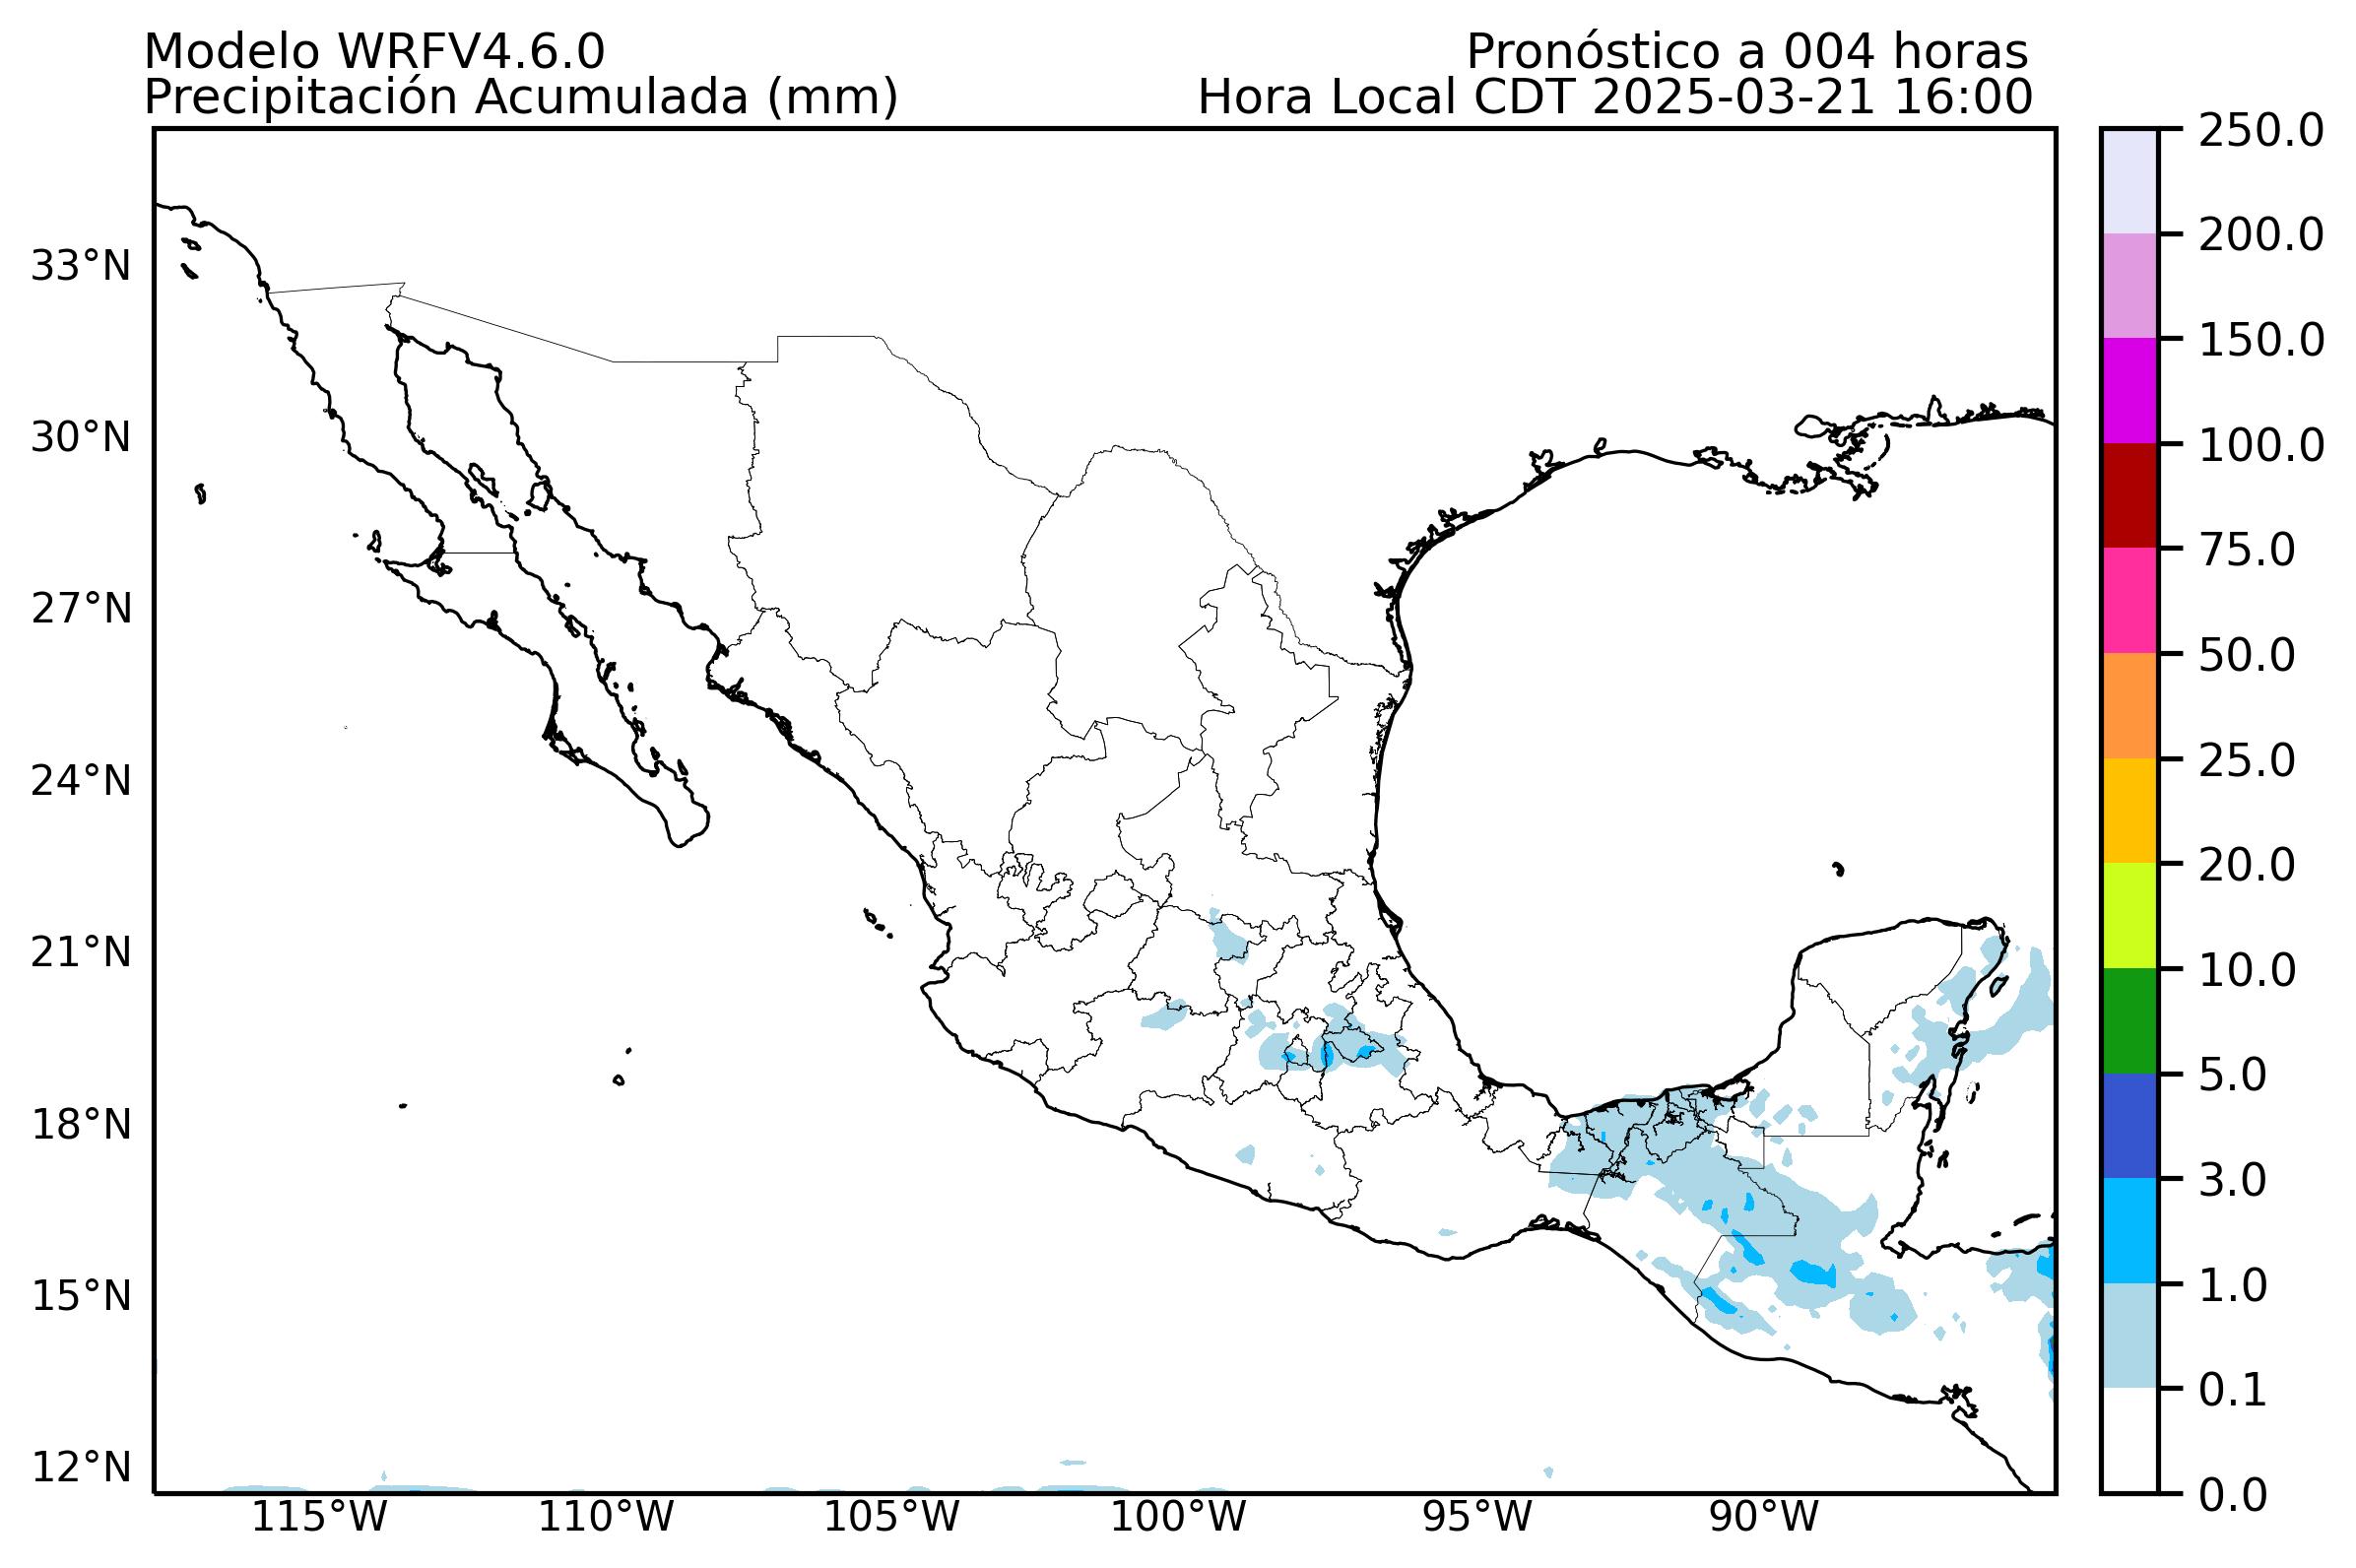 Modelo WRFV4.6.0
Pronóstico a 004 horas
Precipitación Acumulada (mm)
Hora Local CDT 2025-03-21 16:00
33°N
30°N
27°N
24°N
21°N
18°N
15°N
12°N
115°W
110°W
105°W
100°W
95°W
90°W
250.0
200.0
150.0
100.0
75.0
50.0
25.0
20.0
10.0
5.0
3.0
1.0
0.1
0.0